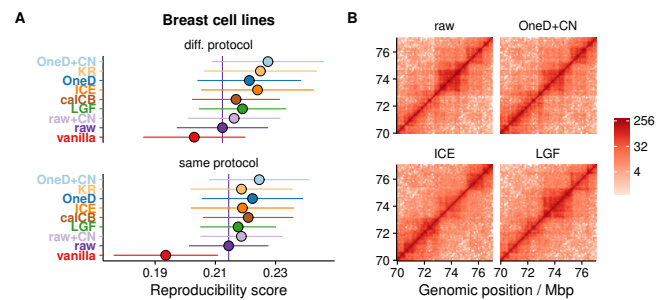 A
Breast cell lines
diff. protocol
OneD+CN
KR
OneD
ICE
calCB
LGF
raw+CN
raw
vanilla
same protocol
OneD+CN
KR
OneD
ICE
calCB
LGF
raw+CN
raw
vanilla
0.19 0.21 0.23
Reproducibility score
B
raw OneD+CN
76
74
72
70
ICE LGF
76
74
72
70
70 72 74 76 70 72 74 76
Genomic position / Mbp
256
32
4